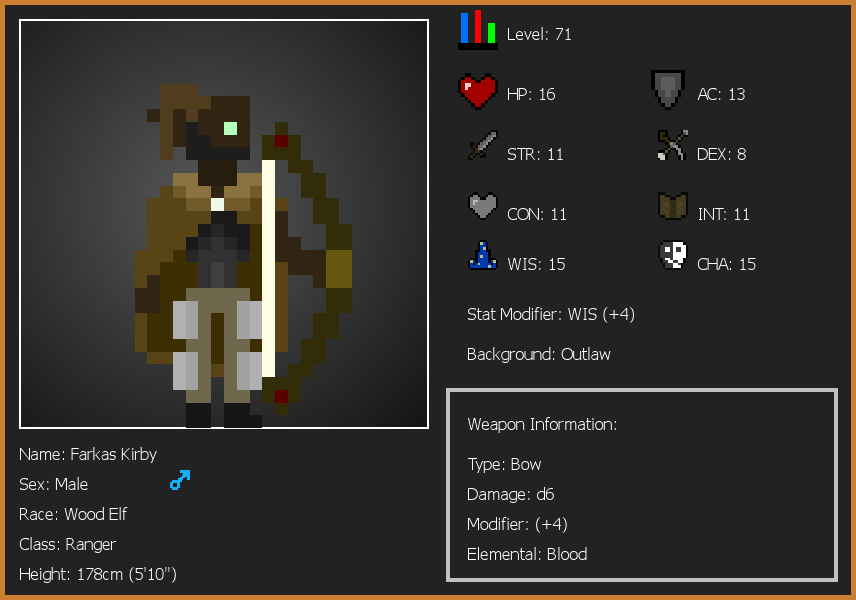 Level: 71
HP: 16
AC: 13
STR: 11
DEX: 8
CON: 11
INT: 11
WIS: 15
CHA: 15
Stat Modifier: WIS (+4)
Background: Outlaw
Weapon Information:
Type: Bow
Damage: d6
Modifier: (+4)
Elemental: Blood
Name: Farkas Kirby
Sex: Male
Race: Wood Elf
Class: Ranger
Height: 178cm (5'10")